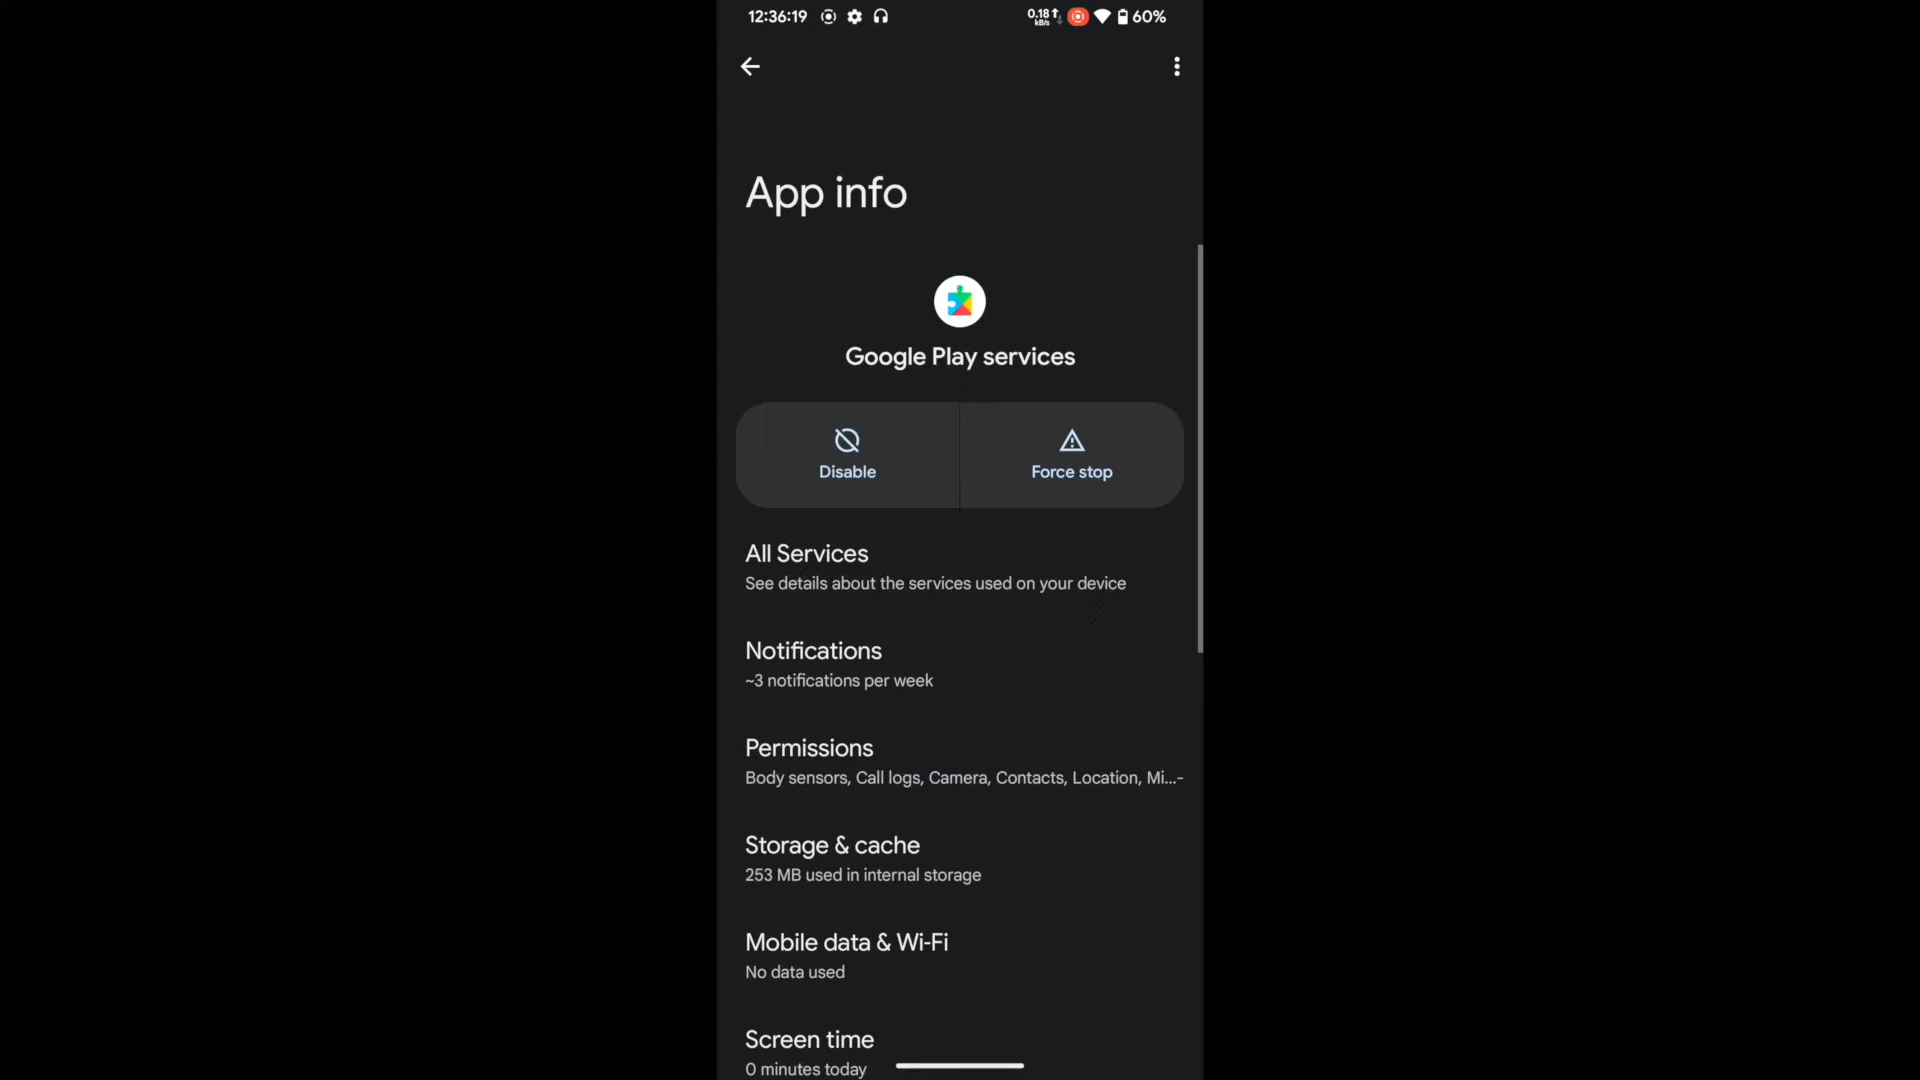 12:36:19
0.18
kB/s
60%
App info
Google Play services
Disable
Force stop
All Services
See details about the services used on your device
Notifications
~3 notifications per week
Permissions
Body sensors, Call logs, Camera, Contacts, Location, Mi...-
Storage & cache
253 MB used in internal storage
Mobile data & Wi-Fi
No data used
Screen time
0 minutes today